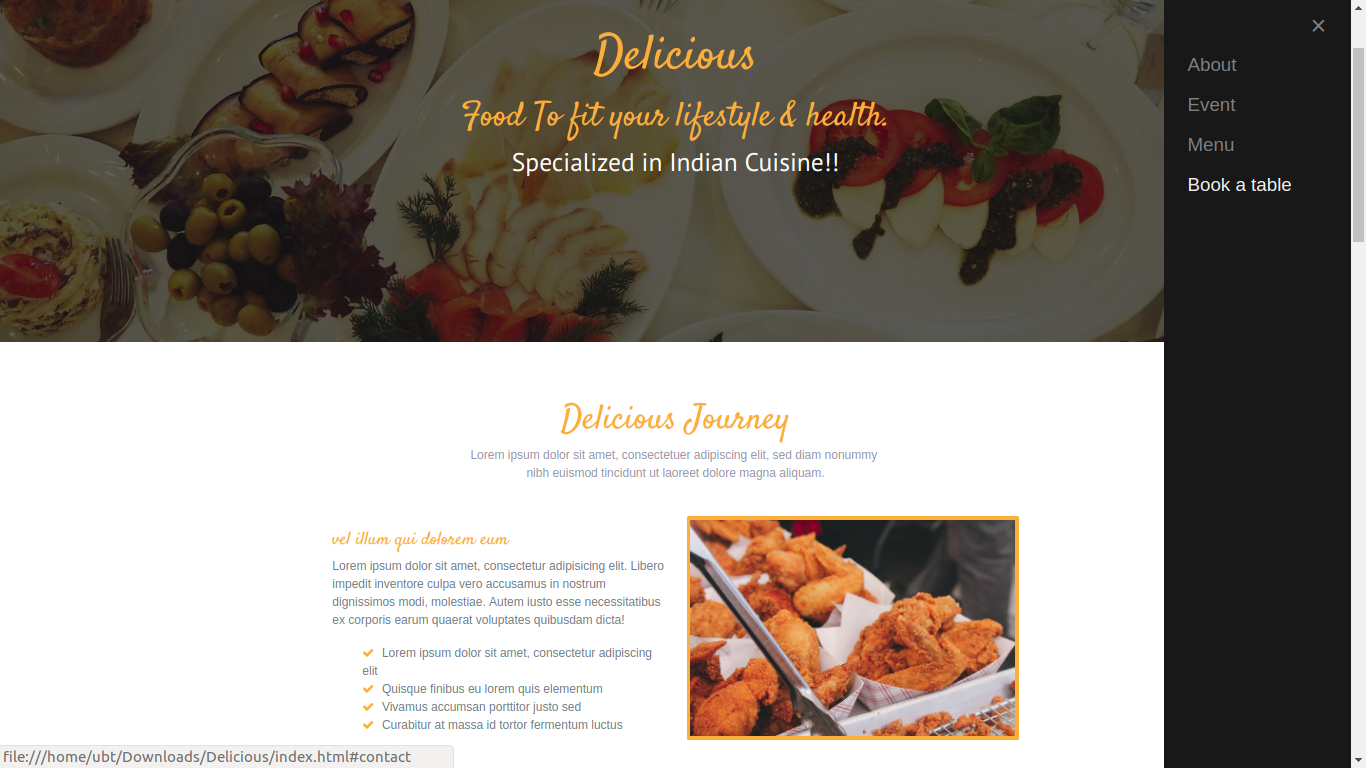 Delicious
Food To fit your lifestyle & health.
Specialized in Indian Cuisine!!
×
About
Event
Menu
Book a table
Delicious Journey
Lorem ipsum dolor sit amet, consectetuer adipiscing elit, sed diam nonummy
nibh euismod tincidunt ut laoreet dolore magna aliquam.
vel illum qui dolorem eum
Lorem ipsum dolor sit amet, consectetur adipisicing elit. Libero
impedit inventore culpa vero accusamus in nostrum
dignissimos modi, molestiae. Autem iusto esse necessitatibus
ex corporis earum quaerat voluptates quibusdam dicta!
Lorem ipsum dolor sit amet, consectetur adipiscing
elit
Quisque finibus eu lorem quis elementum
Vivamus accumsan porttitor justo sed
Curabitur at massa id tortor fermentum luctus
file:///home/ubt/Downloads/Delicious/index.html#contact